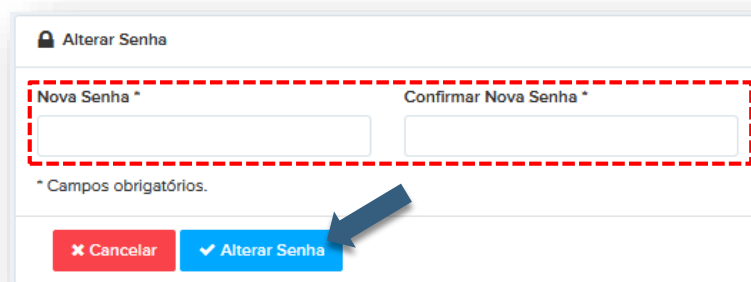 Alterar Senha
Nova Senha * Confirmar Nova Senha *
* Campos obrigatórios.
Cancelar Alterar Senha